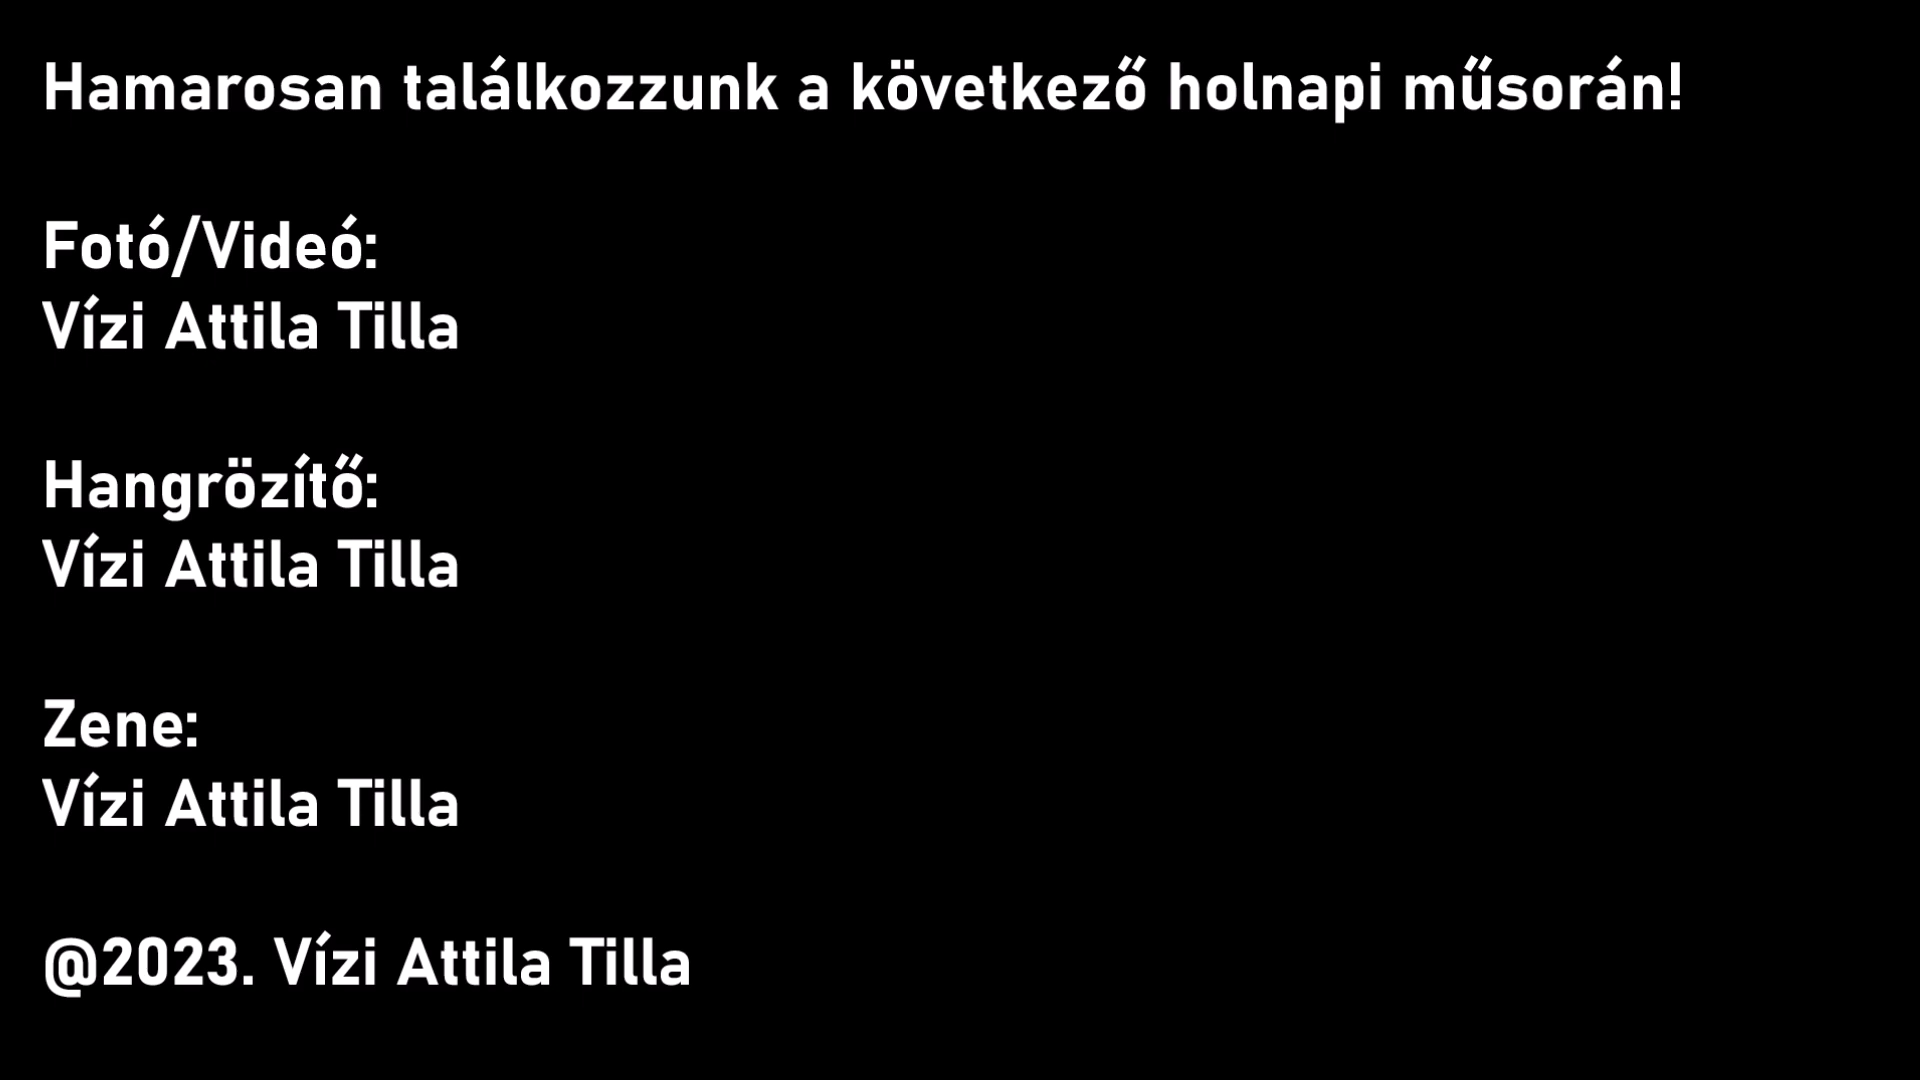 Hamarosan találkozzunk a következő holnapi műsorán!
Fotó/Videó:
Vízi Attila Tilla
Hangrözítő:
Vízi Attila Tilla
Zene:
Vízi Attila Tilla
@2023. Vízi Attila Tilla